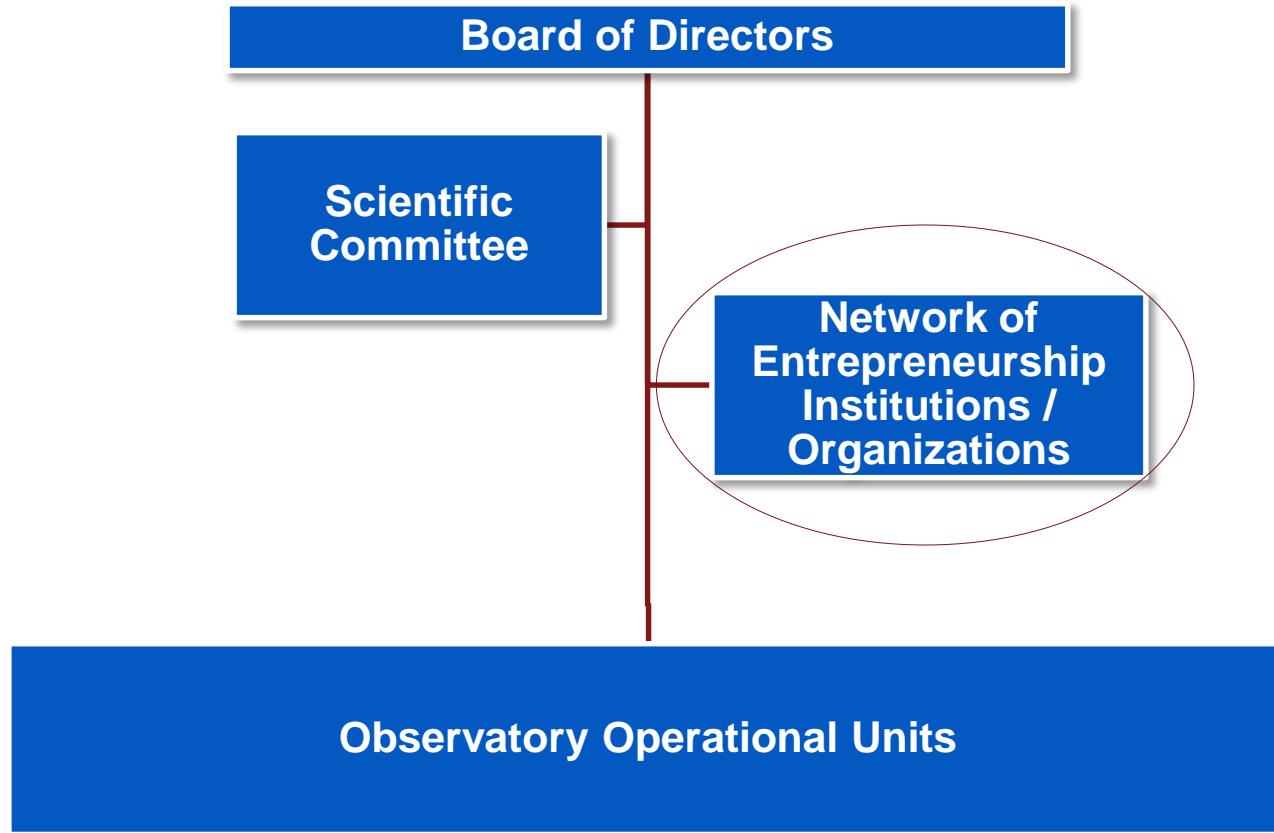 Board of Directors
Scientific
Committee
Network of
Entrepreneurship
Institutions /
Organizations
Observatory Operational Units